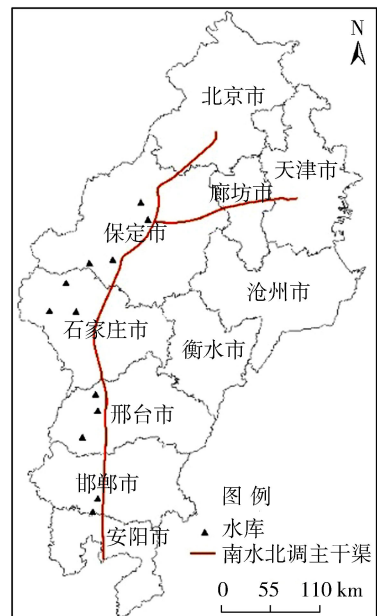 N
北京市
天津市
廊坊市
保定市
沧州市
石家庄市
衡水市
邢台市
邯郸市
图 例
水库
安阳市
南水北调主干渠
0 55 110 km